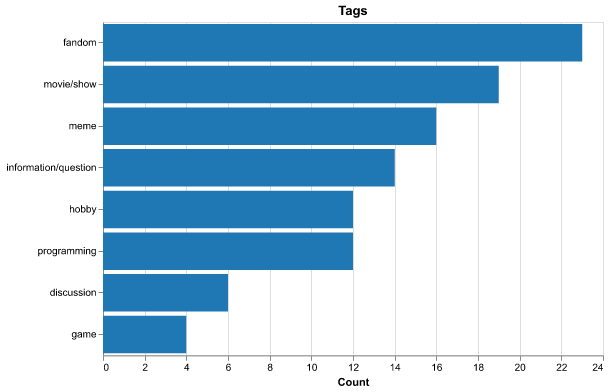 Tags
fandom
movie/show
meme
information/question
hobby
programming
discussion
game
0 2 4 6 8 10 12 14 16 18 20 22 24
Count